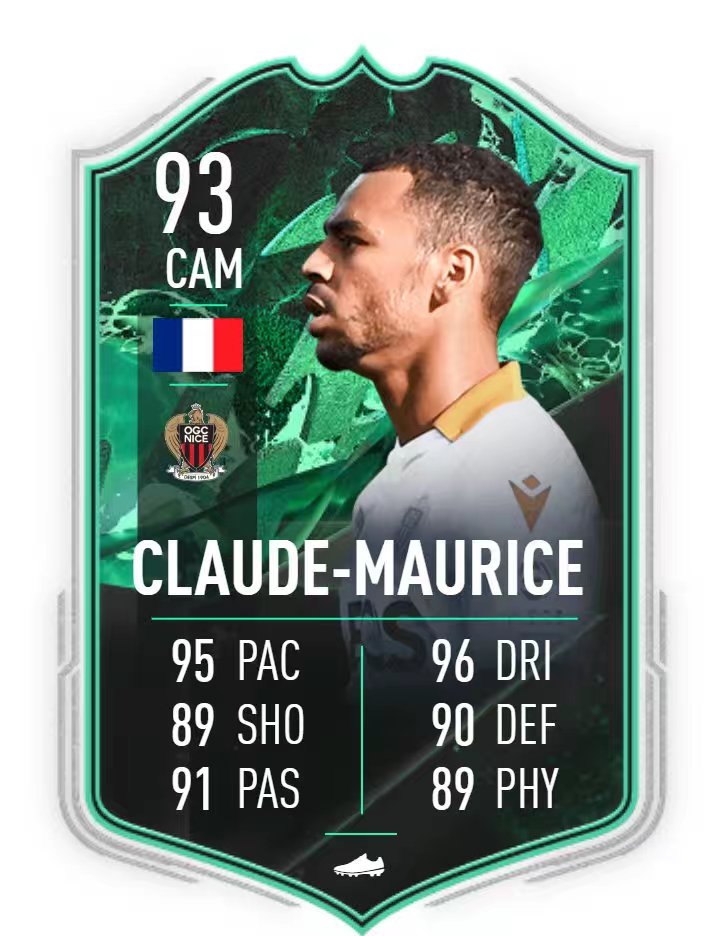 93
CAM
OGC
NICE
CLAUDE-MAURICE
95 PAC
89 SHO
91 PAS
96 DRI
90 DEF
89 PHY